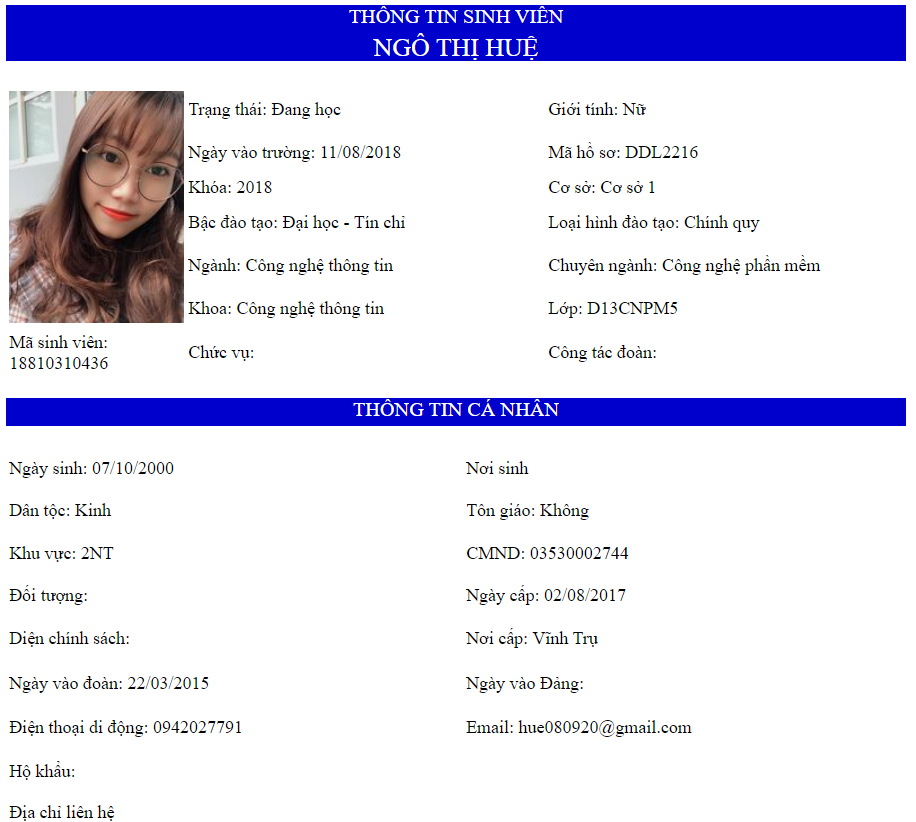 THÔNG TIN SINH VIÊN
NGÔ THỊ HUỆ
Trạng thái: Đang học
Giới tính: Nữ
Ngày vào trường: 11/08/2018
Mã hồ sơ: DDL2216
Khóa: 2018
Cơ sở: Cơ sở 1
Bậc đào tạo: Đại học - Tín chỉ
Loại hình đào tạo: Chính quy
Ngành: Công nghệ thông tin
Chuyên ngành: Công nghệ phần mềm
Khoa: Công nghệ thông tin
Lớp: D13CNPM5
Mã sinh viên:
18810310436
Chức vụ:
Công tác đoàn:
THÔNG TIN CÁ NHÂN
Ngày sinh: 07/10/2000
Nơi sinh
Dân tộc: Kinh
Tôn giáo: Không
Khu vực: 2NT
CMND: 03530002744
Đối tượng:
Ngày cấp: 02/08/2017
Diện chính sách:
Nơi cấp: Vĩnh Trụ
Ngày vào đoàn: 22/03/2015
Ngày vào Đảng:
Điện thoại di động: 0942027791
Email: hue080920@gmail.com
Hộ khẩu:
Địa chỉ liên hệ